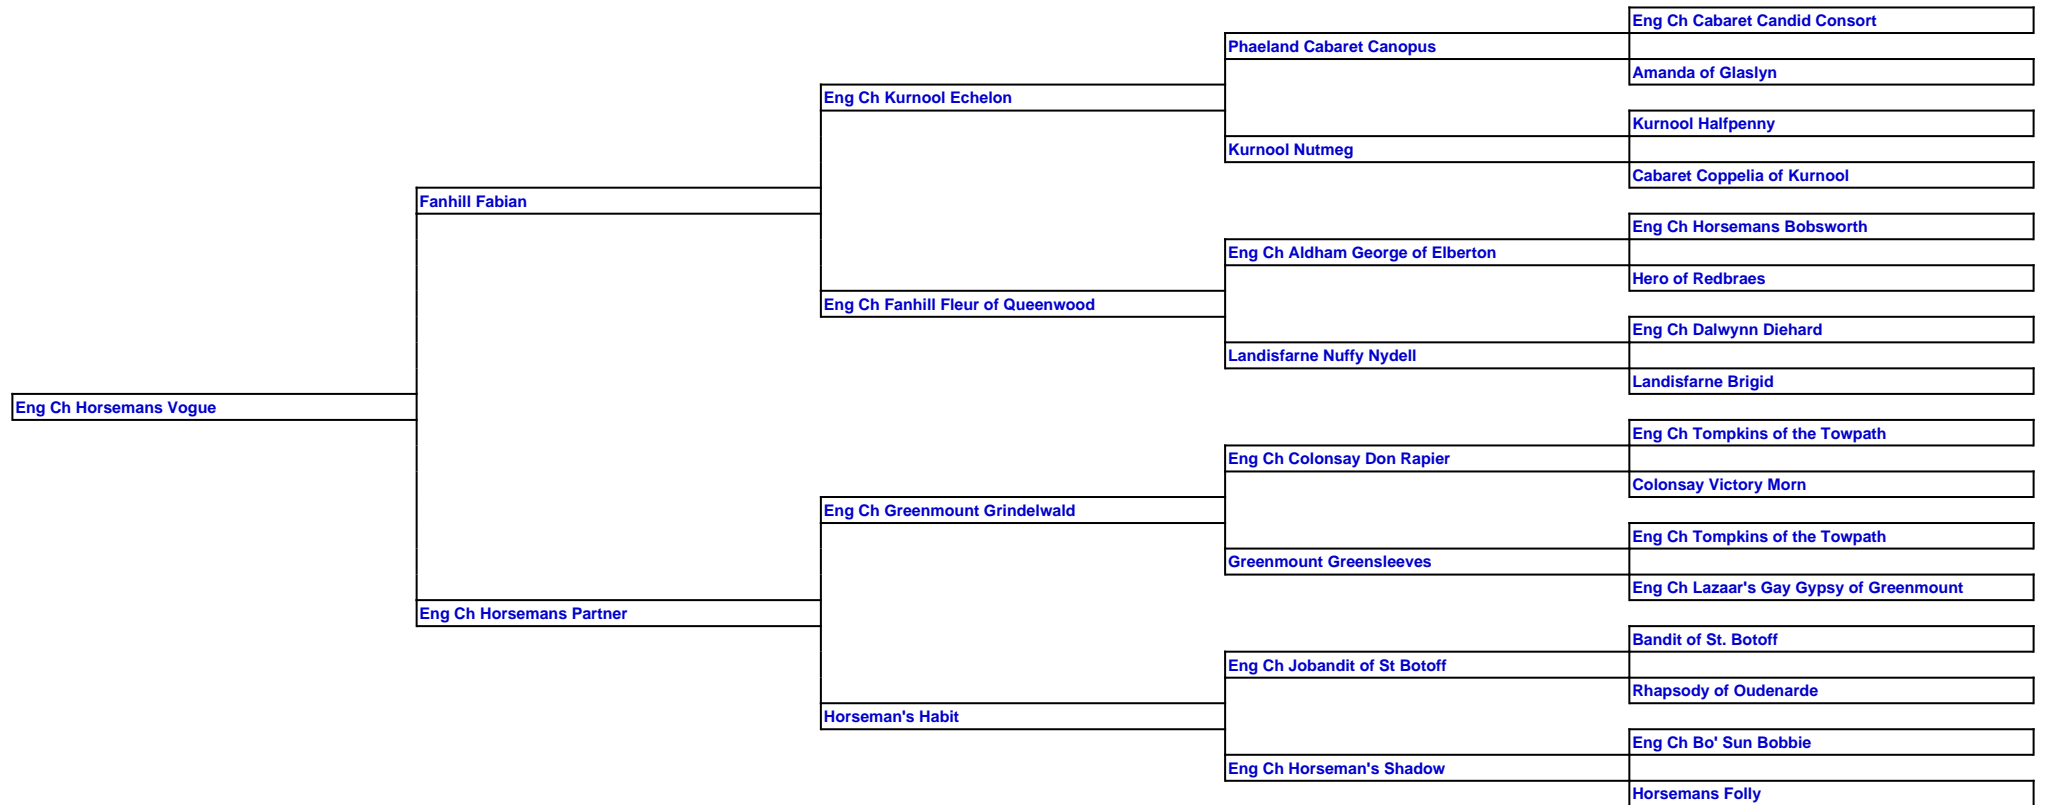 Eng Ch Cabaret Candid Consort
Phaeland Cabaret Canopus
Amanda of Glaslyn
Eng Ch Kurnool Echelon
Kurnool Halfpenny
Kurnool Nutmeg
Cabaret Coppelia of Kurnool
Fanhill Fabian
Eng Ch Horsemans Bobsworth
Eng Ch Aldham George of Elberton
Hero of Redbraes
Eng Ch Fanhill Fleur of Queenwood
Eng Ch Dalwynn Diehard
Landisfarne Nuffy Nydell
Landisfarne Brigid
Eng Ch Horsemans Vogue
Eng Ch Tompkins of the Towpath
Eng Ch Colonsay Don Rapier
Colonsay Victory Morn
Eng Ch Greenmount Grindelwald
Eng Ch Tompkins of the Towpath
Greenmount Greensleeves
Eng Ch Lazaar's Gay Gypsy of Greenmount
Eng Ch Horsemans Partner
Bandit of St. Botoff
Eng Ch Jobandit of St Botoff
Rhapsody of Oudenarde
Horseman's Habit
Eng Ch Bo' Sun Bobbie
Eng Ch Horseman's Shadow
Horsemans Folly